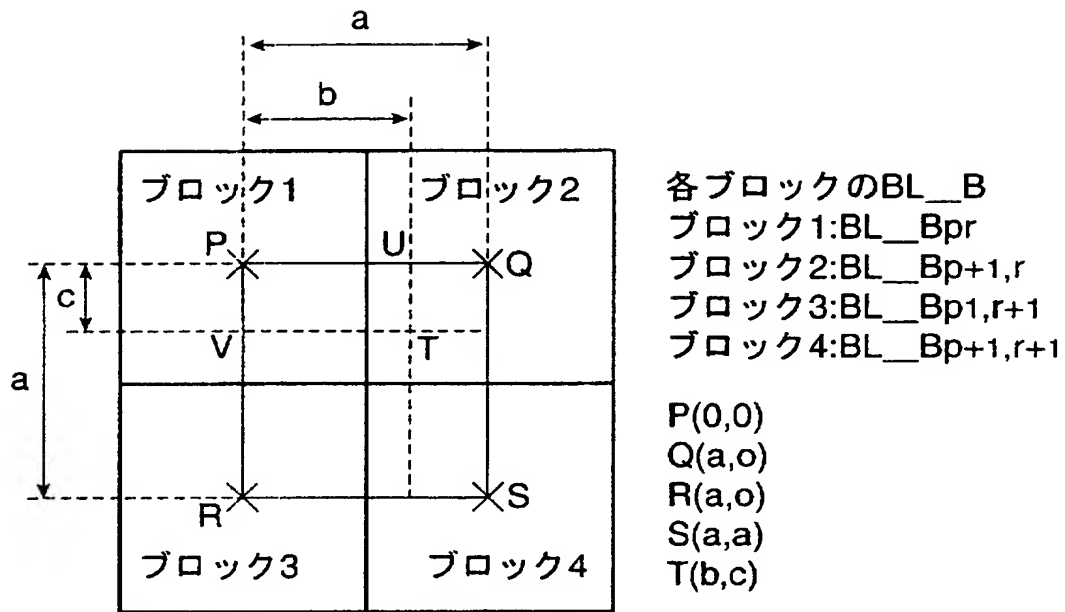 a
b
ブロック1
ブロック2
P
U
Q
c
V
T
a
R
S
ブロック3
ブロック4
各ブロックのBL__B
ブロック1:BL__Bpr
ブロック2:BL__Bp+1,r
ブロック3:BL__Bp1,r+1
ブロック4:BL__Bp+1,r+1
P(0,0)
Q(a,o)
R(a,o)
S(a,a)
T(b,c)